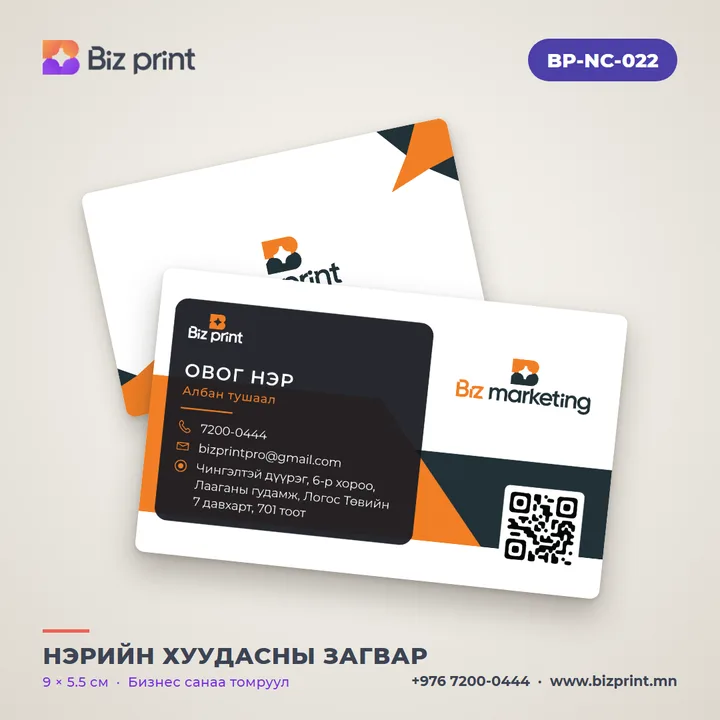 Biz print
BP-NC-022
print
Biz print
ОВОГ НЭР
Албан тушаал
7200-0444
bizprintpro@gmail.com
Чингэлтэй дүүрэг, 6-р хороо,
Лааганы гудамж, Логос Төвийн
7 давхарт, 701 тоот
Biz marketing
НЭРИЙН ХУУДАСНЫ ЗАГВАР
9 × 5.5 см · Бизнес санаа томруул
+976 7200-0444 · www.bizprint.mn